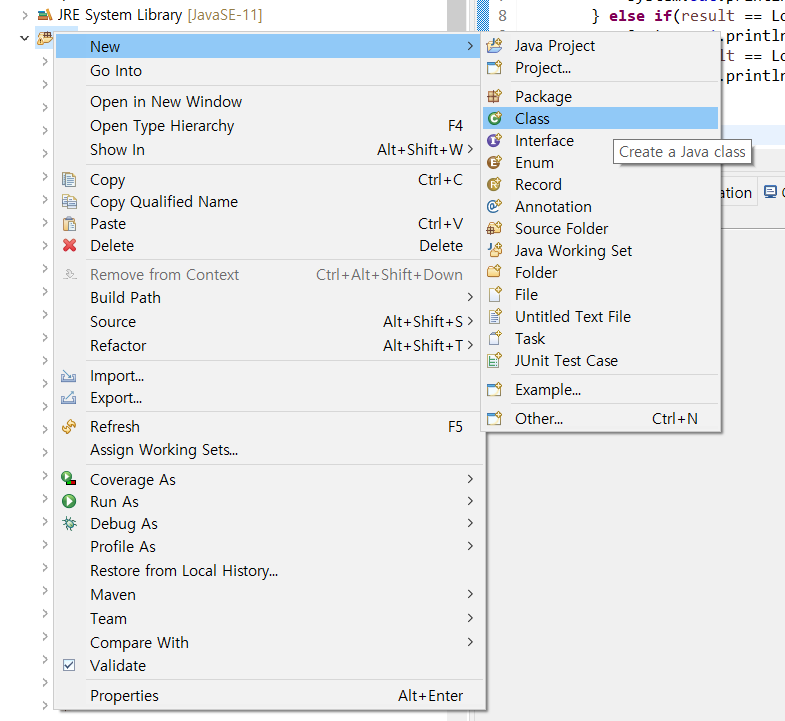 JRE System Library [JavaSE-11]
8
} else if(result == Lo
New
Go Into
Open in New Window
Open Type Hierarchy F4
Show In Alt+Shift+W
Copy Ctrl+C
Copy Qualified Name
Paste Ctrl+V
Delete Delete
Remove from Context Ctrl+Alt+Shift+Down
Build Path
Source Alt+Shift+S
Refactor Alt+Shift+T
Import...
Export...
Refresh F5
Assign Working Sets...
Coverage As
Run As
Debug As
Profile As
Restore from Local History...
Maven
Team
Compare With
Validate
Properties Alt+Enter
Java Project
Project...
Package
Class
Interface
Enum
Record
Annotation
Source Folder
Java Working Set
Folder
File
Untitled Text File
Task
JUnit Test Case
Example...
Other... Ctrl+N
Create a Java class
.println
lt == Lo
.println
ation